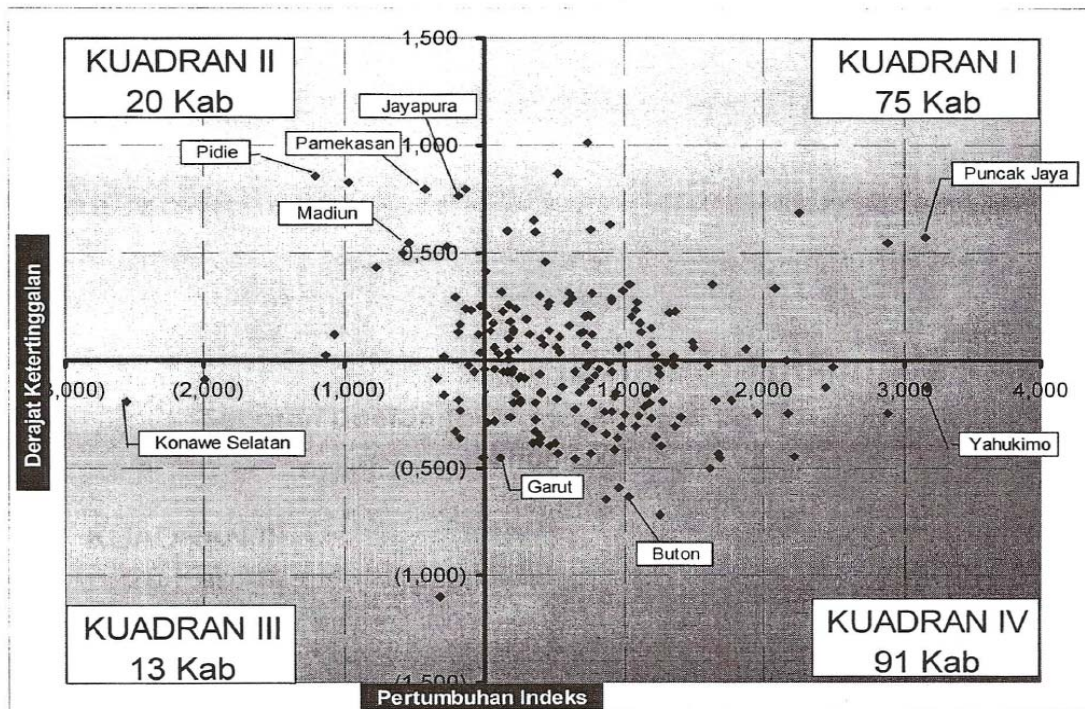 KUADRAN II
20 Kab
1,500
KUADRAN I
75 Kab
Jayapura
1,000
Pamekasan
Pidie
Puncak Jaya
Madiun
0,500
Derajat Ketertinggalan
(2,000)
(1,000)
1,000
2,000
3,000
4,000
Konawe Selatan
Yahukimo
(0,500)
Garut
Buton
(1,000)
KUADRAN III
13 Kab
KUADRAN IV
91 Kab
Pertumbuhan Indeks